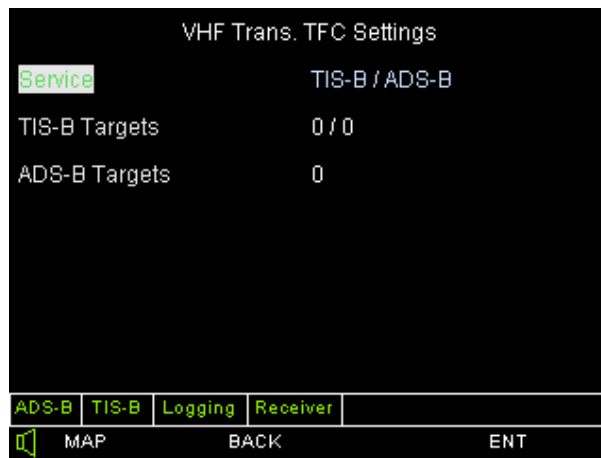 VHF Trans. TFC Settings
Service TIS-B / ADS-B
TIS-B Targets 0 / 0
ADS-B Targets 0
ADS-B TIS-B Logging Receiver
MAP BACK ENT